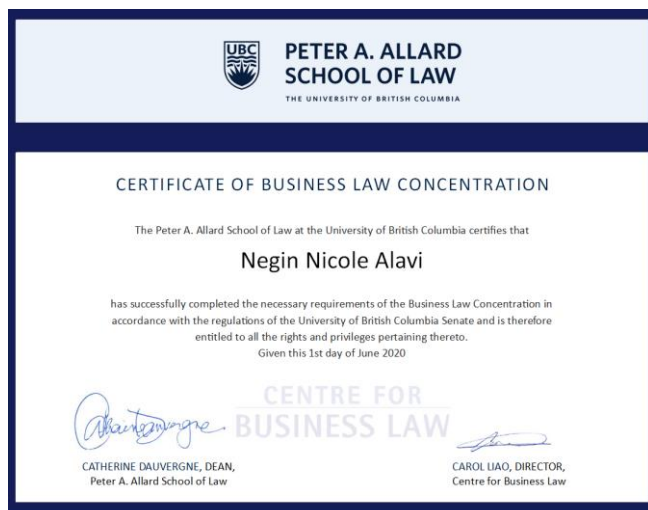 UBC
PETER A. ALLARD
SCHOOL OF LAW
THE UNIVERSITY OF BRITISH COLUMBIA
CERTIFICATE OF BUSINESS LAW CONCENTRATION
The Peter A. Allard School of Law at the University of British Columbia certifies that
Negin Nicole Alavi
has successfully completed the necessary requirements of the Business Law Concentration in
accordance with the regulations of the University of British Columbia Senate and is therefore
entitled to all the rights and privileges pertaining thereto.
Given this 1st day of June 2020
CENTRE FOR
BUSINESS LAW
CATHERINE DAUVERGNE, DEAN,
Peter A. Allard School of Law
CAROL LIAO, DIRECTOR,
Centre for Business Law